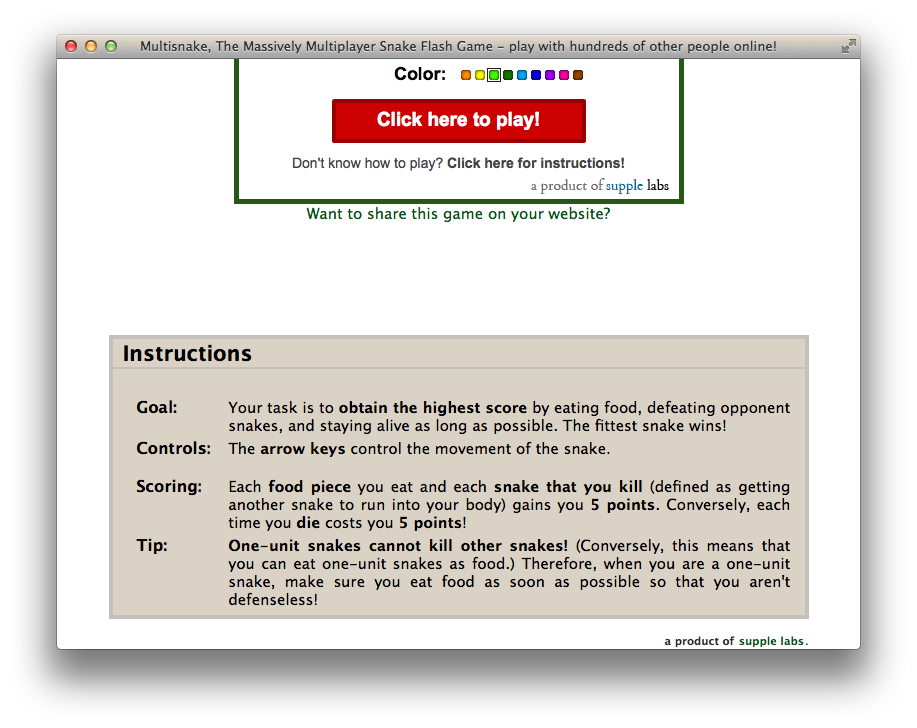 Multisnake, The Massively Multiplayer Snake Flash Game – play with hundreds of other people online!
Color:
Click here to play!
Don't know how to play? Click here for instructions!
a product of supple labs
Want to share this game on your website?
Instructions
Goal: Your task is to obtain the highest score by eating food, defeating opponent
snakes, and staying alive as long as possible. The fittest snake wins!
Controls: The arrow keys control the movement of the snake.
Scoring: Each food piece you eat and each snake that you kill (defined as getting
another snake to run into your body) gains you 5 points. Conversely, each
time you die costs you 5 points!
Tip: One-unit snakes cannot kill other snakes! (Conversely, this means that
you can eat one-unit snakes as food.) Therefore, when you are a one-unit
snake, make sure you eat food as soon as possible so that you aren't
defenseless!
a product of supple labs.